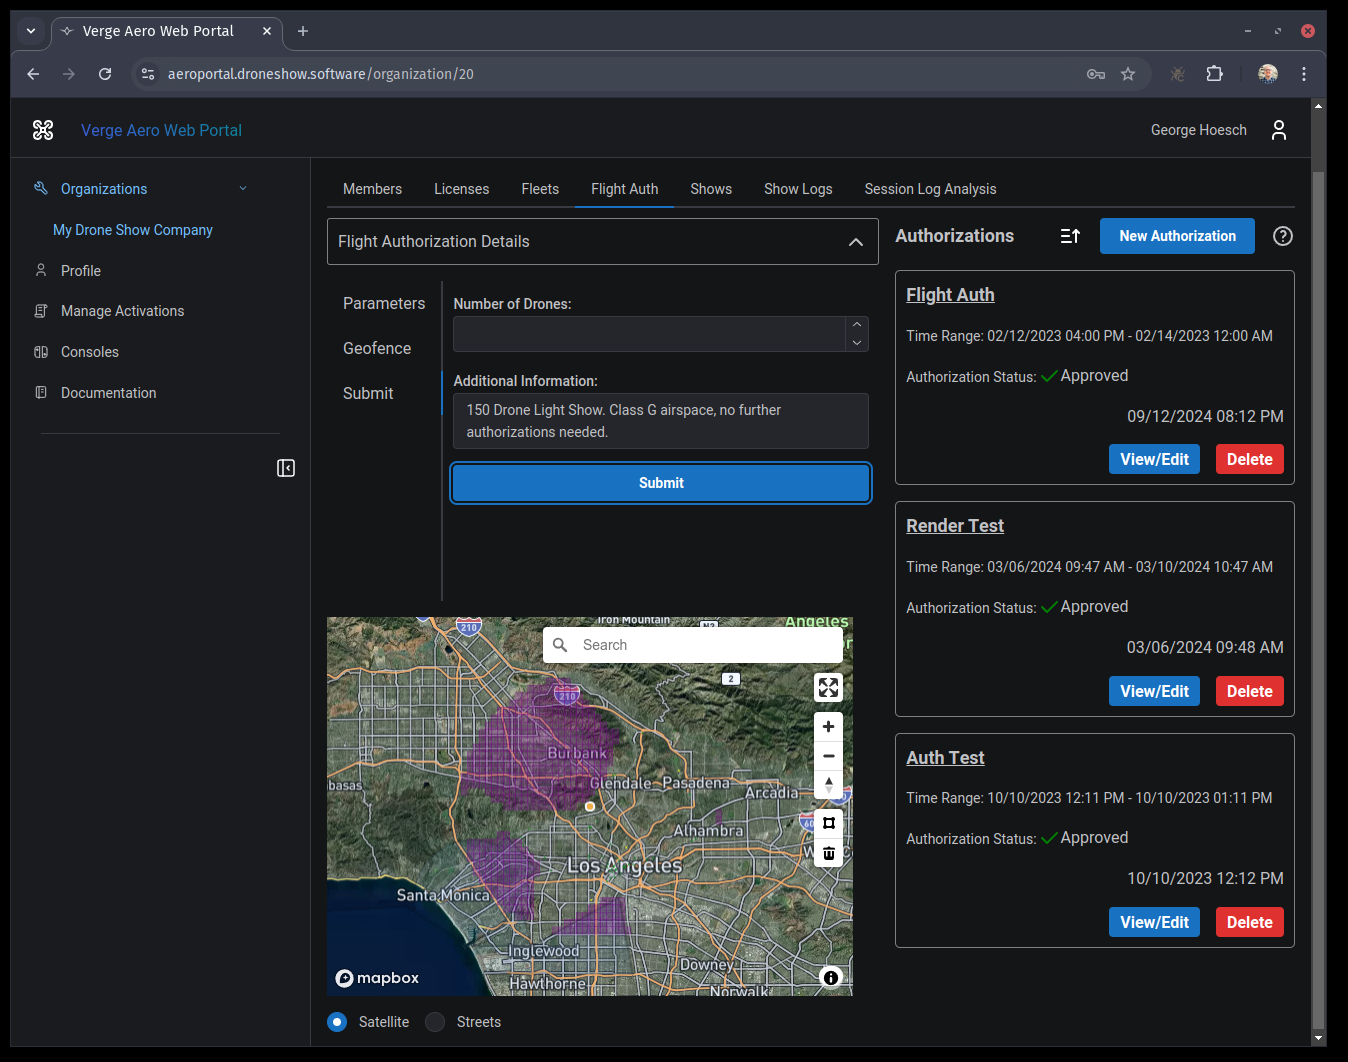 Verge Aero Web Portal
aeroportal.droneshow.software/organization/20
Verge Aero Web Portal
George Hoesch
Organizations
My Drone Show Company
Profile
Manage Activations
Consoles
Documentation
Members
Licenses
Fleets
Flight Auth
Shows
Show Logs
Session Log Analysis
Flight Authorization Details
Parameters
Geofence
Submit
Number of Drones:
Additional Information:
150 Drone Light Show. Class G airspace, no further
authorizations needed.
Submit
Iron Mountain
Angeles
210
N2
Search
2
210
Burbank
Glendale
Pasadena
Arcadia
basas
Alhambra
60
Los Angeles
Santa Monica
Inglewood
Downey
Hawthorne
Norwalk
mapbox
Satellite
Streets
Authorizations
New Authorization
Flight Auth
Time Range: 02/12/2023 04:00 PM - 02/14/2023 12:00 AM
Authorization Status: Approved
09/12/2024 08:12 PM
View/Edit
Delete
Render Test
Time Range: 03/06/2024 09:47 AM - 03/10/2024 10:47 AM
Authorization Status: Approved
03/06/2024 09:48 AM
View/Edit
Delete
Auth Test
Time Range: 10/10/2023 12:11 PM - 10/10/2023 01:11 PM
Authorization Status: Approved
10/10/2023 12:12 PM
View/Edit
Delete